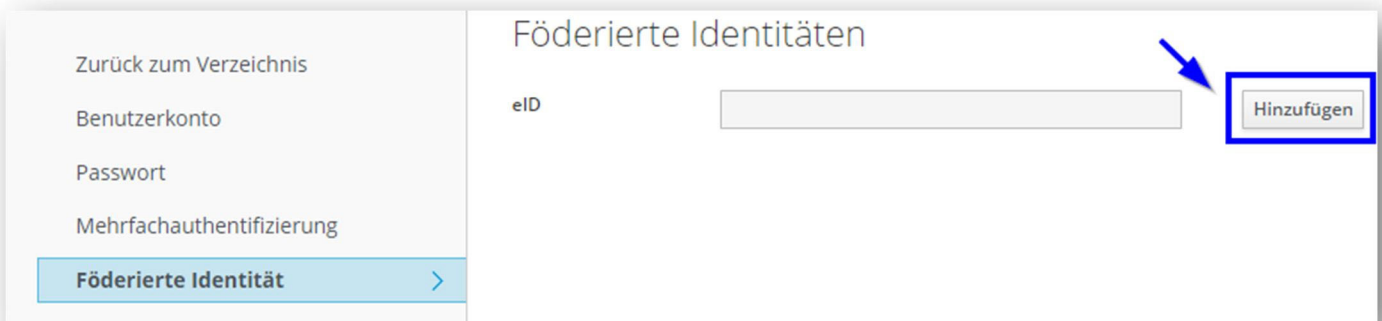 Zurück zum Verzeichnis
Benutzerkonto
Passwort
Mehrfachauthentifizierung
Föderierte Identität
Föderierte Identitäten
eID
Hinzufügen